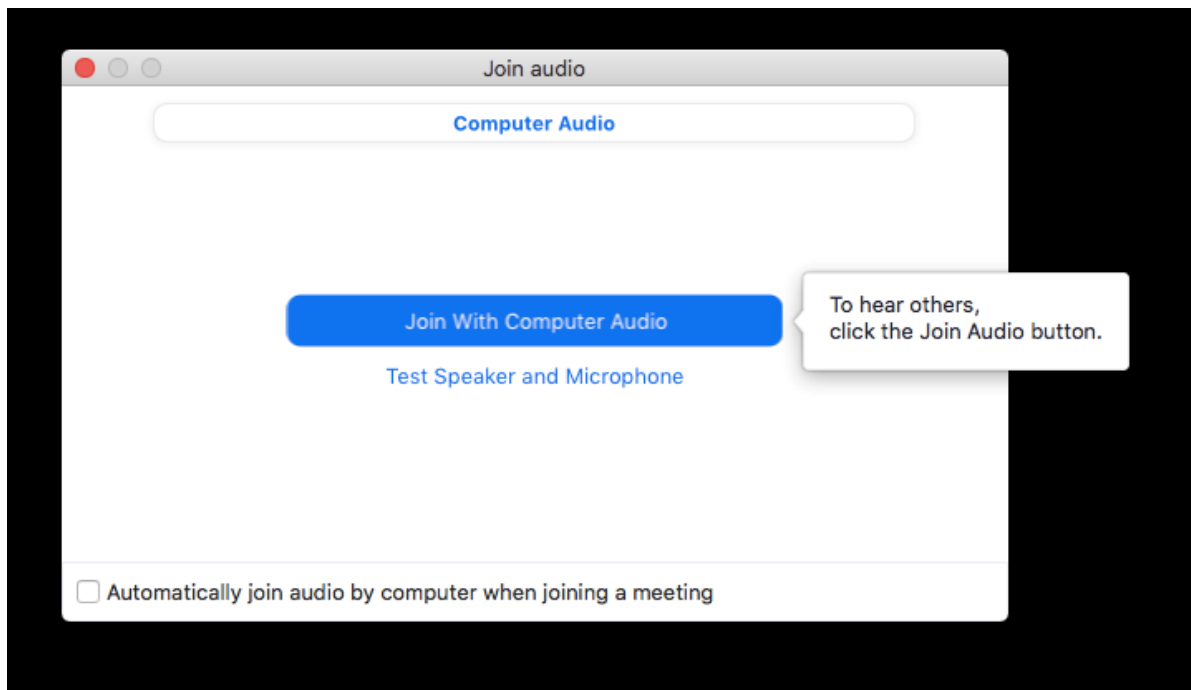 Join audio
Computer Audio
Join With Computer Audio
To hear others,
click the Join Audio button.
Test Speaker and Microphone
Automatically join audio by computer when joining a meeting